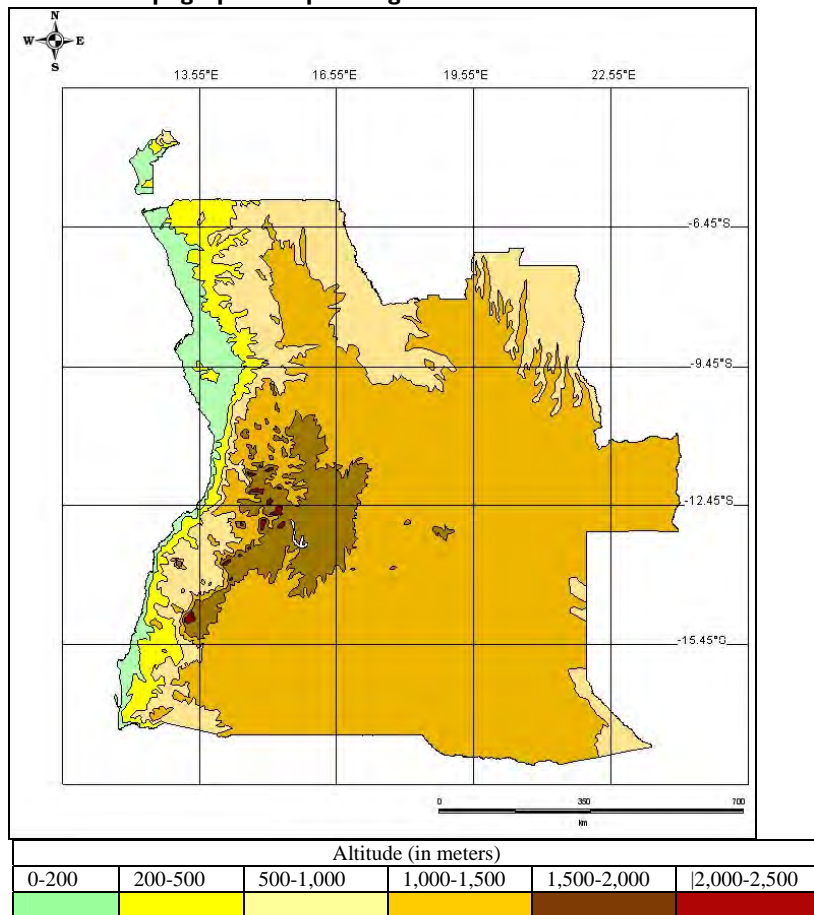 N
W E
S
13.55°E 16.55°E 19.55°E 22.55°E
-6.45°S
-9.45°S
-12.45°S
-15.45°S
0 350 700
km
Altitude (in meters)
0-200 200-500 500-1,000 1,000-1,500 1,500-2,000 |2,000-2,500